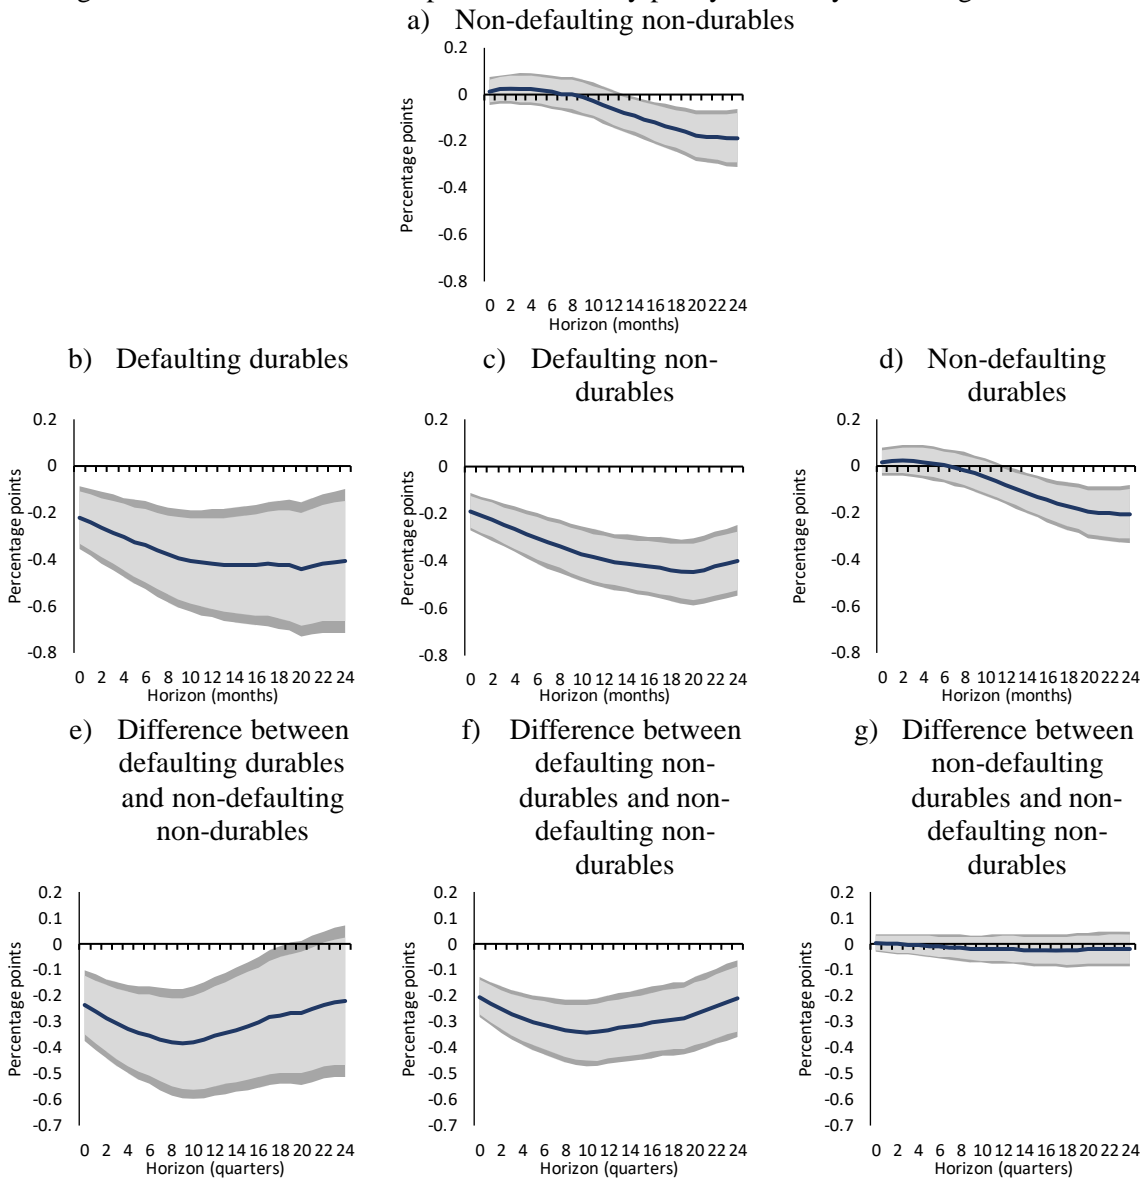 a) Non-defaulting non-durables
0.2
0
-0.2
-0.4
-0.6
-0.8
Percentage points
0 2 4 6 8 10 12 14 16 18 20 22 24
Horizon (months)
b) Defaulting durables
0.2
0
-0.2
-0.4
-0.6
-0.8
Percentage points
0 2 4 6 8 10 12 14 16 18 20 22 24
Horizon (months)
c) Defaulting non-
durables
0.2
0
-0.2
-0.4
-0.6
-0.8
Percentage points
0 2 4 6 8 10 12 14 16 18 20 22 24
Horizon (months)
d) Non-defaulting
durables
0.2
0
-0.2
-0.4
-0.6
-0.8
Percentage points
0 2 4 6 8 10 12 14 16 18 20 22 24
Horizon (months)
e) Difference between
defaulting durables
and non-defaulting
non-durables
0.2
0.1
0
-0.1
-0.2
-0.3
-0.4
-0.5
-0.6
-0.7
Percentage points
0 2 4 6 8 10 12 14 16 18 20 22 24
Horizon (quarters)
f) Difference between
defaulting non-
durables and non-
defaulting non-
durables
0.2
0.1
0
-0.1
-0.2
-0.3
-0.4
-0.5
-0.6
-0.7
Percentage points
0 2 4 6 8 10 12 14 16 18 20 22 24
Horizon (quarters)
g) Difference between
non-defaulting
durables and non-
defaulting non-
durables
0.2
0.1
0
-0.1
-0.2
-0.3
-0.4
-0.5
-0.6
-0.7
Percentage points
0 2 4 6 8 10 12 14 16 18 20 22 24
Horizon (quarters)